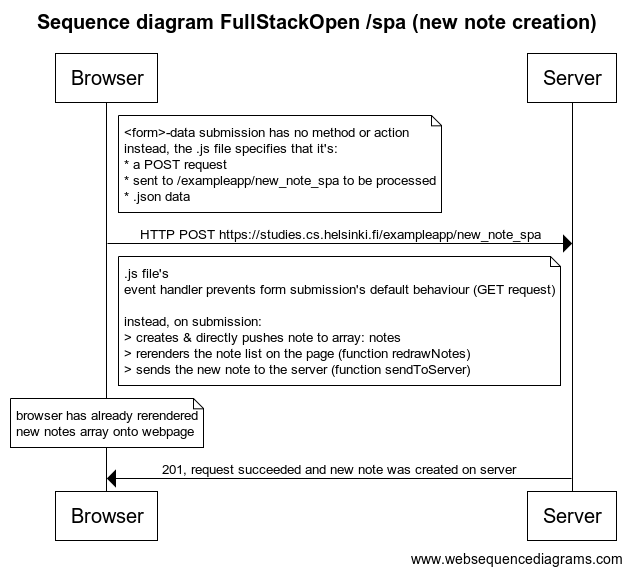 Sequence diagram FullStackOpen /spa (new note creation)
Browser
Server
<form>-data submission has no method or action
instead, the .js file specifies that it's:
* a POST request
* sent to /exampleapp/new_note_spa to be processed
* .json data
HTTP POST https://studies.cs.helsinki.fi/exampleapp/new_note_spa
.js file's
event handler prevents form submission's default behaviour (GET request)
instead, on submission:
> creates & directly pushes note to array: notes
> rerenders the note list on the page (function redrawNotes)
> sends the new note to the server (function sendToServer)
browser has already rerendered
new notes array onto webpage
201, request succeeded and new note was created on server
Browser
Server
www.websequencediagrams.com